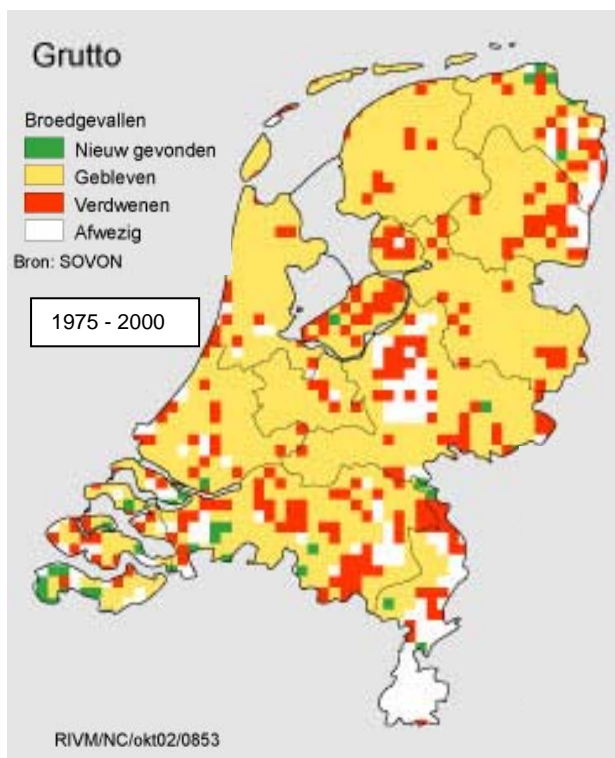 Grutto
Broedgevallen
Nieuw gevonden
Gebleven
Verdwenen
Afwezig
Bron: SOVON
1975 - 2000
RIVM/NC/okt02/0853